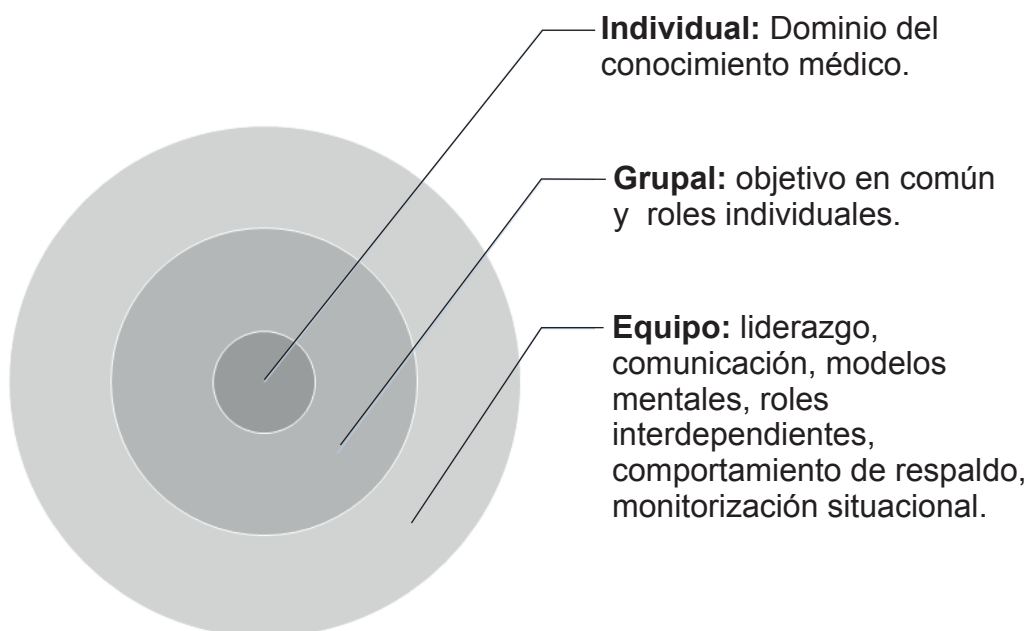 Individual: Dominio del
conocimiento médico.
Grupal: objetivo en común
y  roles individuales.
Equipo: liderazgo,
comunicación, modelos
mentales, roles
interdependientes,
comportamiento de respaldo,
monitorización situacional.